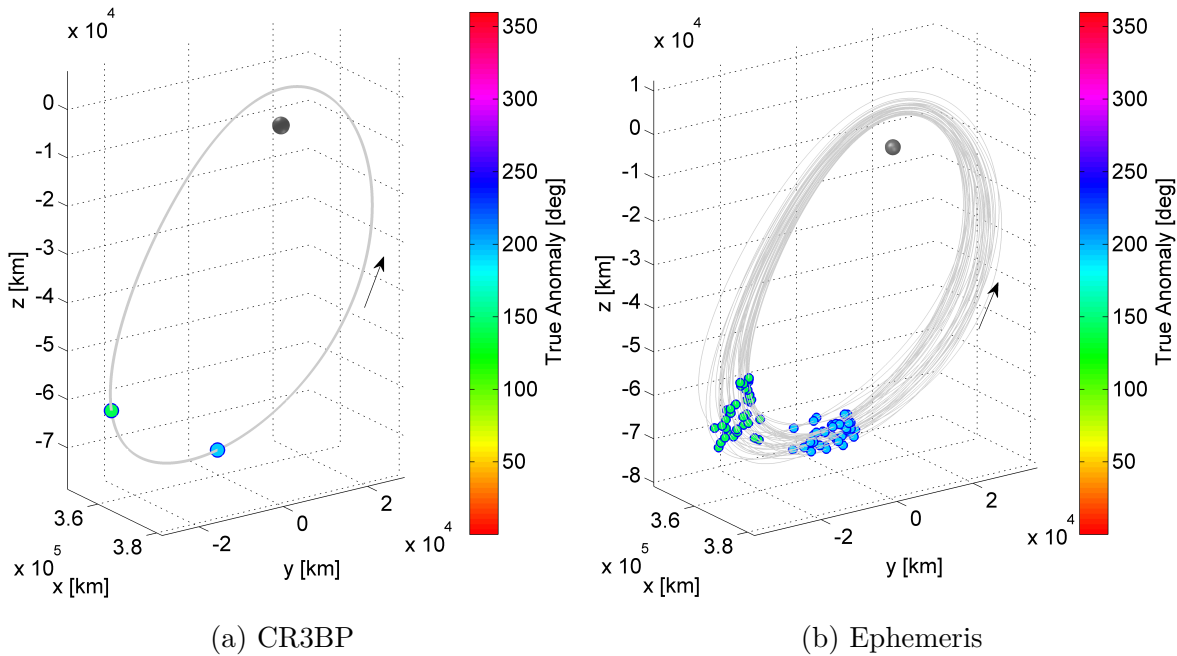 x 10^4
0
-1
-2
-3
-4
-5
-6
-7
z [km]
3.6
3.8
x 10^5
x [km]
-2
0
2
x 10^4
y [km]
350
300
250
200
150
100
50
True Anomaly [deg]
(a) CR3BP
x 10^4
1
0
-1
-2
-3
-4
-5
-6
-7
-8
z [km]
3.6
3.8
x 10^5
x [km]
-2
0
2
x 10^4
y [km]
350
300
250
200
150
100
50
True Anomaly [deg]
(b) Ephemeris